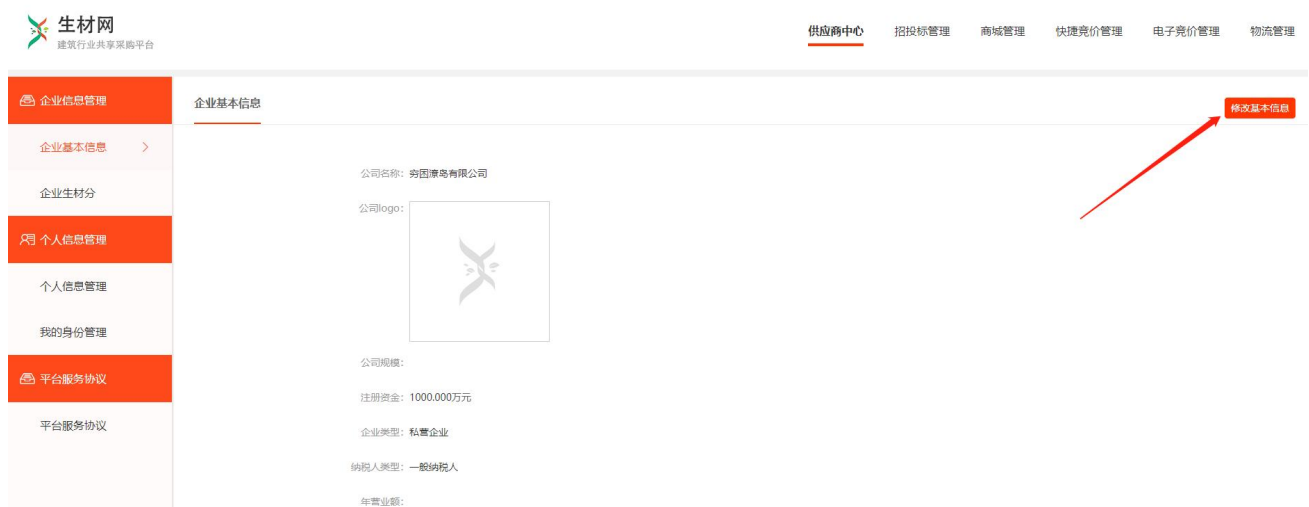 生材网
建筑行业共享采购平台
供应商中心 招投标管理 商城管理 快捷竞价管理 电子竞价管理 物流管理
企业信息管理
企业基本信息
企业生材分
个人信息管理
个人信息管理
我的身份管理
平台服务协议
平台服务协议
企业基本信息
修改基本信息
公司名称: 穷困潦岛有限公司
公司logo:
公司规模:
注册资金: 1000.000万元
企业类型: 私营企业
纳税人类型: 一般纳税人
年营业额: